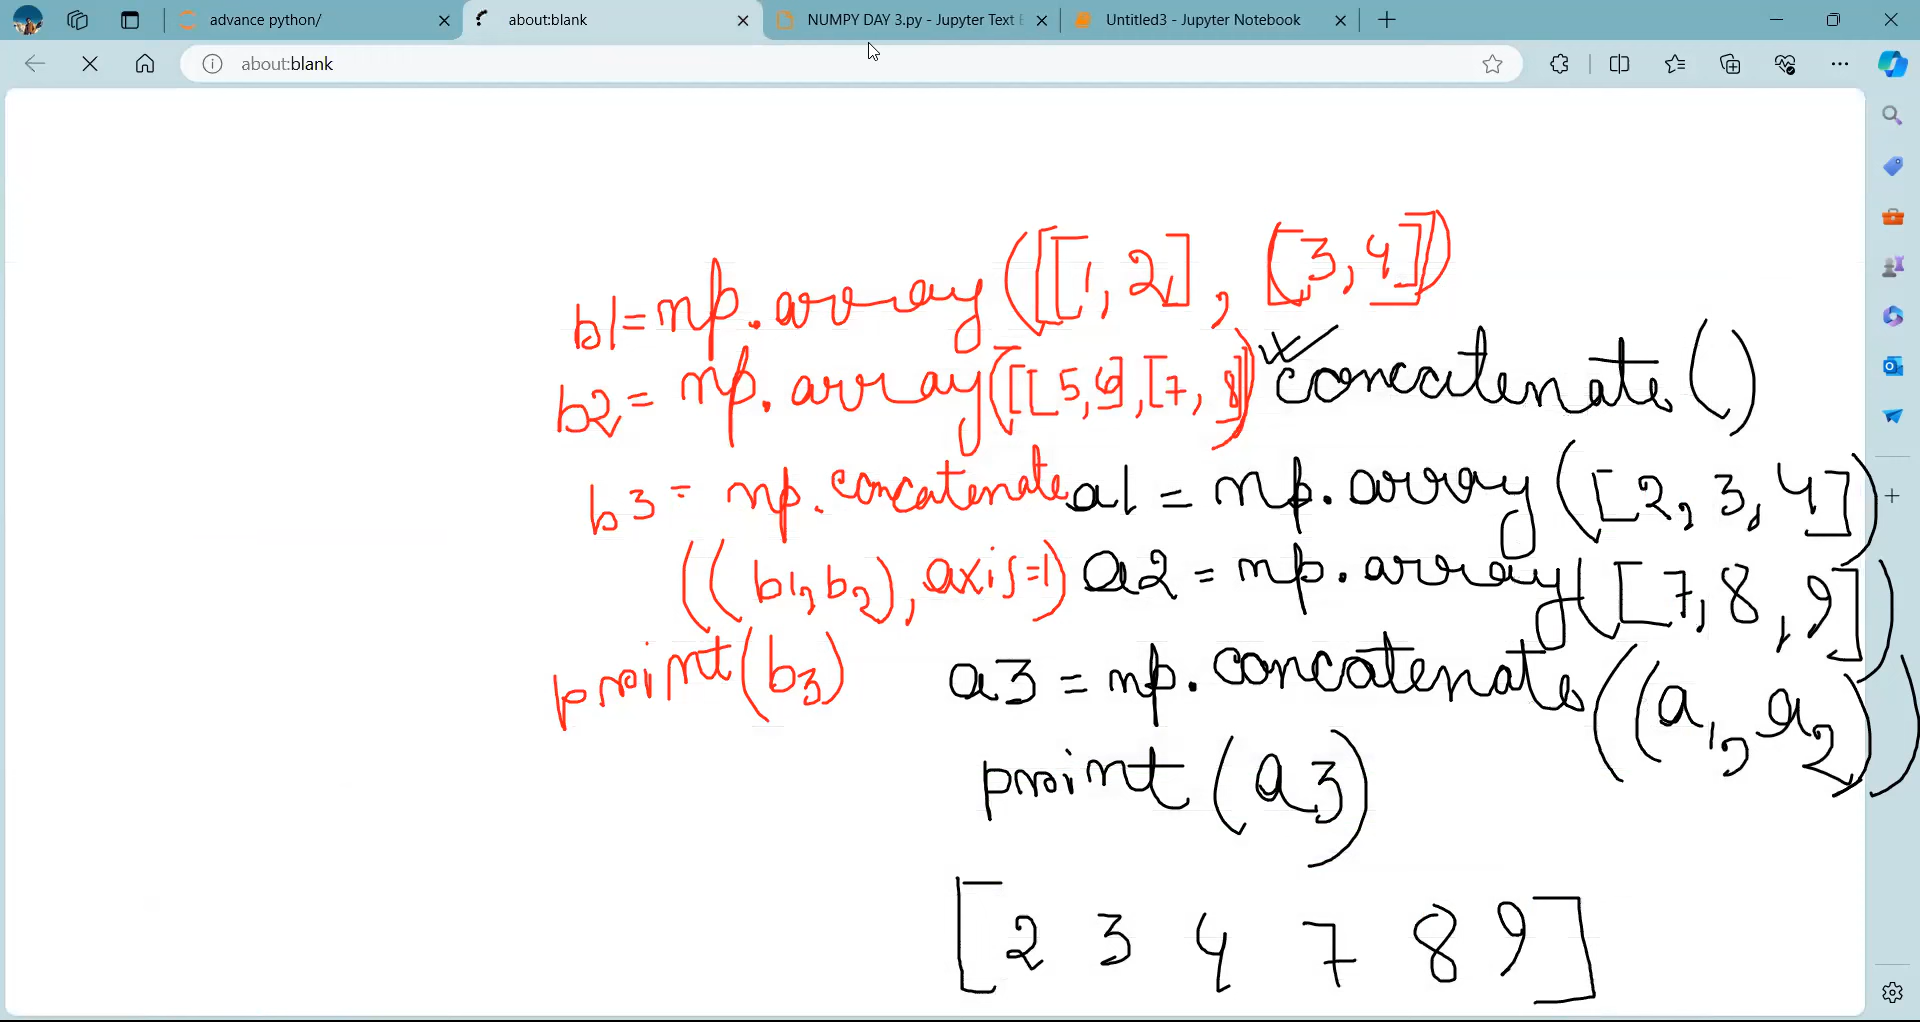 advance python/
about:blank
NUMPY DAY 3.py - Jupyter Text E
Untitled3 - Jupyter Notebook
about:blank
b1=np.array([[1,2], [3,4]])
b2= np.array([[5,6],[7,8]])
b3= np.concatenate
((b1,b2),axis=1)
print(b3)
concatenate()
a1 = np.array([2,3,4])
a2 = np.array([7,8,9])
a3 = np.concatenate((a1,a2))
print(a3)
[2 3 4 7 8 9]